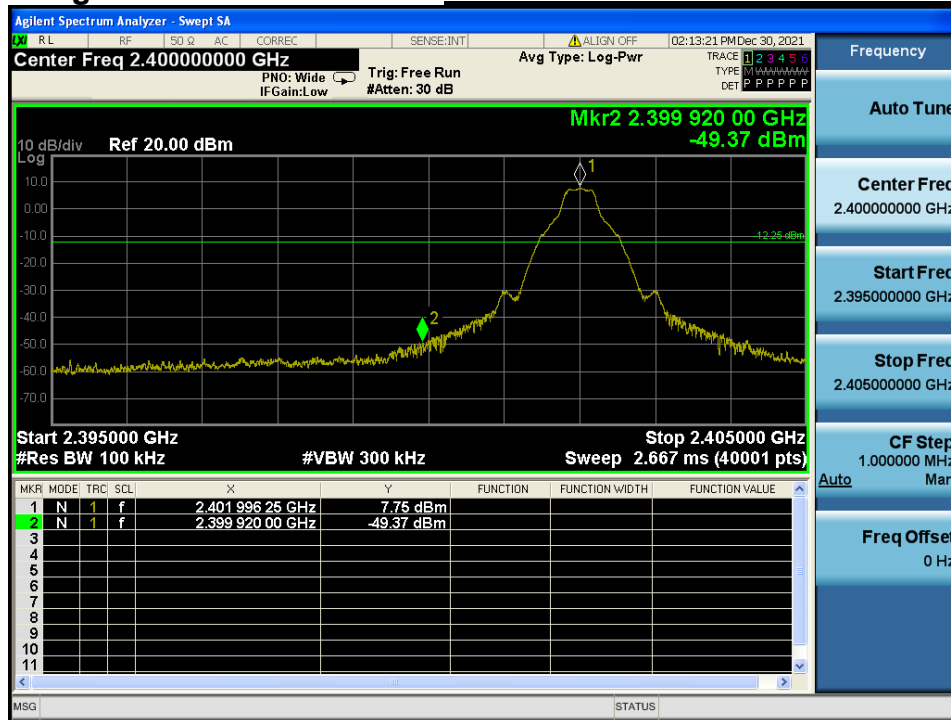 Agilent Spectrum Analyzer - Swept SA
LXI RL RF 50 Ω AC CORREC SENSE:INT ALIGN OFF 02:13:21 PM Dec 30, 2021
Center Freq 2.400000000 GHz
PNO: Wide
IFGain:Low
Trig: Free Run
#Atten: 30 dB
Avg Type: Log-Pwr
TRACE 1 2 3 4 5 6
TYPE M
DET P P P P P P
Mkr2 2.399 920 00 GHz
-49.37 dBm
10 dB/div Ref 20.00 dBm
Log
1
10.0
0.00
-10.0
-12.25 dBm
-20.0
-30.0
-40.0
2
-50.0
-60.0
-70.0
Start 2.395000 GHz Stop 2.405000 GHz
#Res BW 100 kHz #VBW 300 kHz Sweep 2.667 ms (40001 pts)
MKR MODE TRC SCL X Y FUNCTION FUNCTION WIDTH FUNCTION VALUE
1 N 1 f 2.401 996 25 GHz 7.75 dBm
2 N 1 f 2.399 920 00 GHz -49.37 dBm
3
4
5
6
7
8
9
10
11
MSG STATUS
Frequency
Auto Tune
Center Freq
2.400000000 GHz
Start Freq
2.395000000 GHz
Stop Freq
2.405000000 GHz
CF Step
1.000000 MHz
Auto Man
Freq Offset
0 Hz